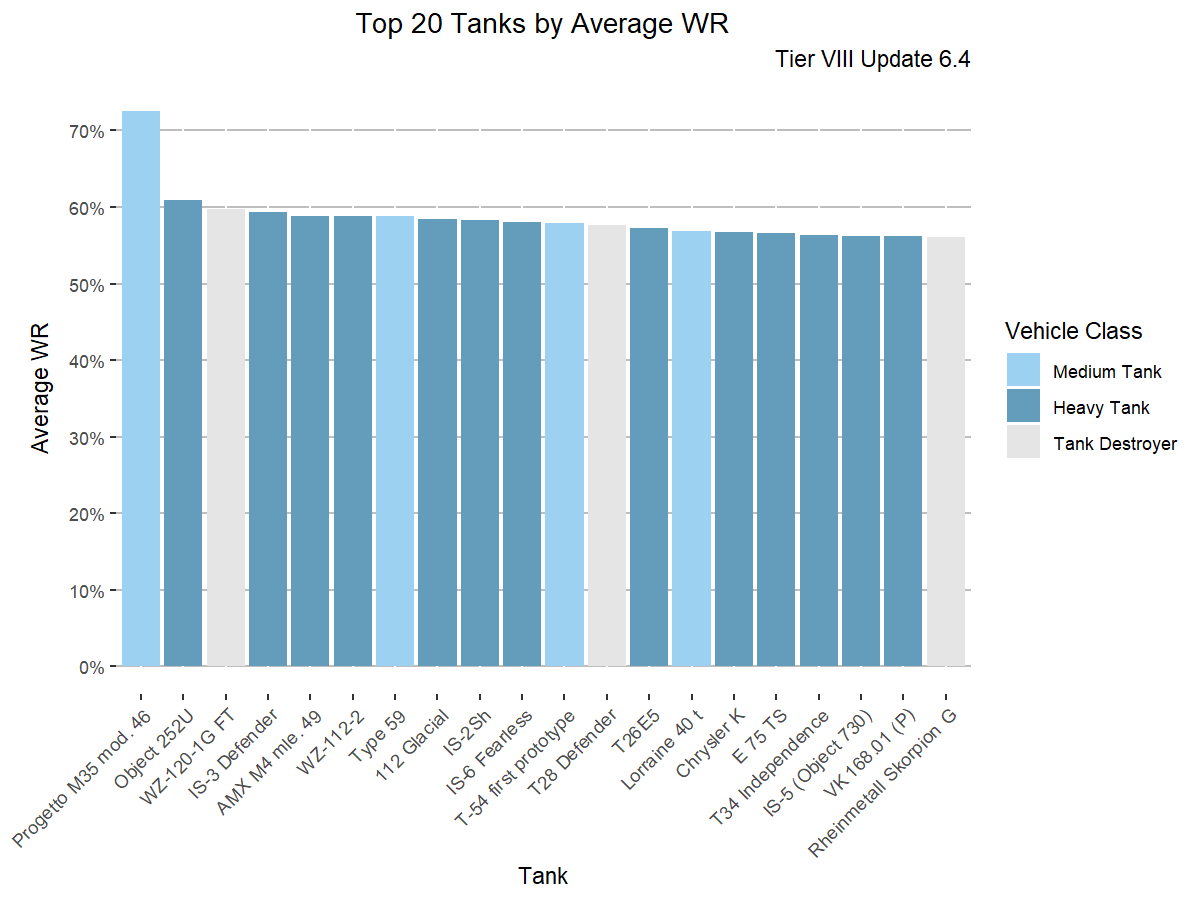 Top 20 Tanks by Average WR
Tier VIII Update 6.4
70%
60%
50%
40%
30%
20%
10%
0%
Average WR
Progetto M35 mod. 46
Object 252U
WZ-120-1G FT
IS-3 Defender
AMX M4 mle. 49
WZ-112-2
Type 59
112 Glacial
IS-2Sh
IS-6 Fearless
T-54 first prototype
T28 Defender
T26E5
Lorraine 40 t
Chrysler K
E 75 TS
T34 Independence
IS-5 (Object 730)
VK 168.01 (P)
Rheinmetall Skorpion G
Tank
Vehicle Class
Medium Tank
Heavy Tank
Tank Destroyer